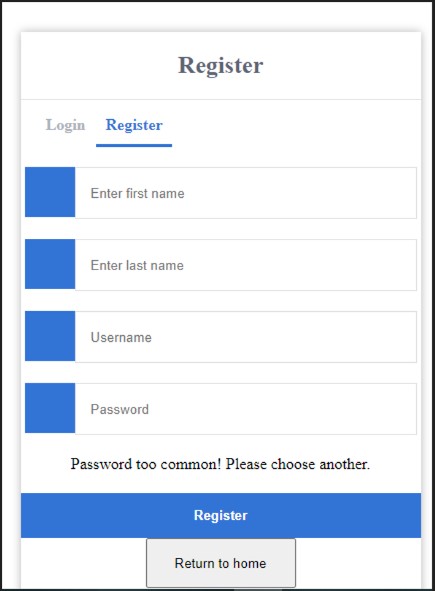 Register
Login Register
Enter first name
Enter last name
Username
Password
Password too common! Please choose another.
Register
Return to home